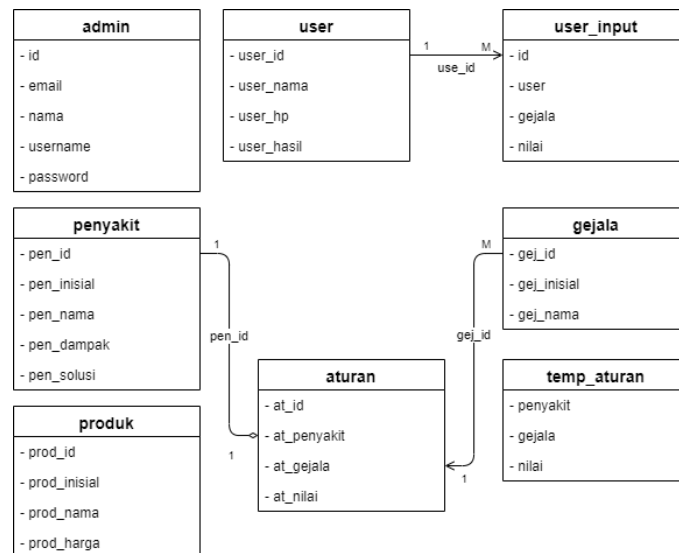 admin
- id
- email
- nama
- username
- password
user
- user_id
- user_nama
- user_hp
- user_hasil
1
M
use_id
user_input
- id
- user
- gejala
- nilai
penyakit
- pen_id
- pen_inisial
- pen_nama
- pen_dampak
- pen_solusi
1
pen_id
1
gejala
- gej_id
- gej_inisial
- gej_nama
M
gej_id
1
aturan
- at_id
- at_penyakit
- at_gejala
- at_nilai
temp_aturan
- penyakit
- gejala
- nilai
produk
- prod_id
- prod_inisial
- prod_nama
- prod_harga